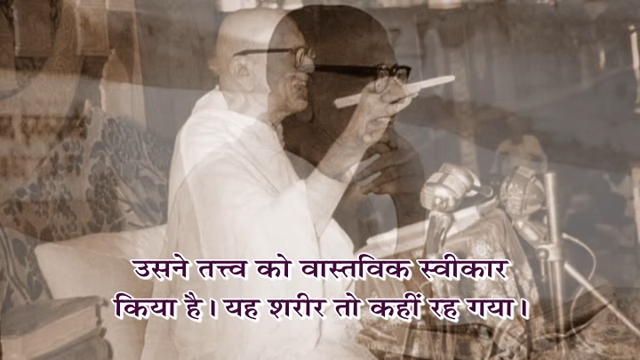 उसने तत्त्व को वास्तविक स्वीकार
किया है। यह शरीर तो कहीं रह गया।